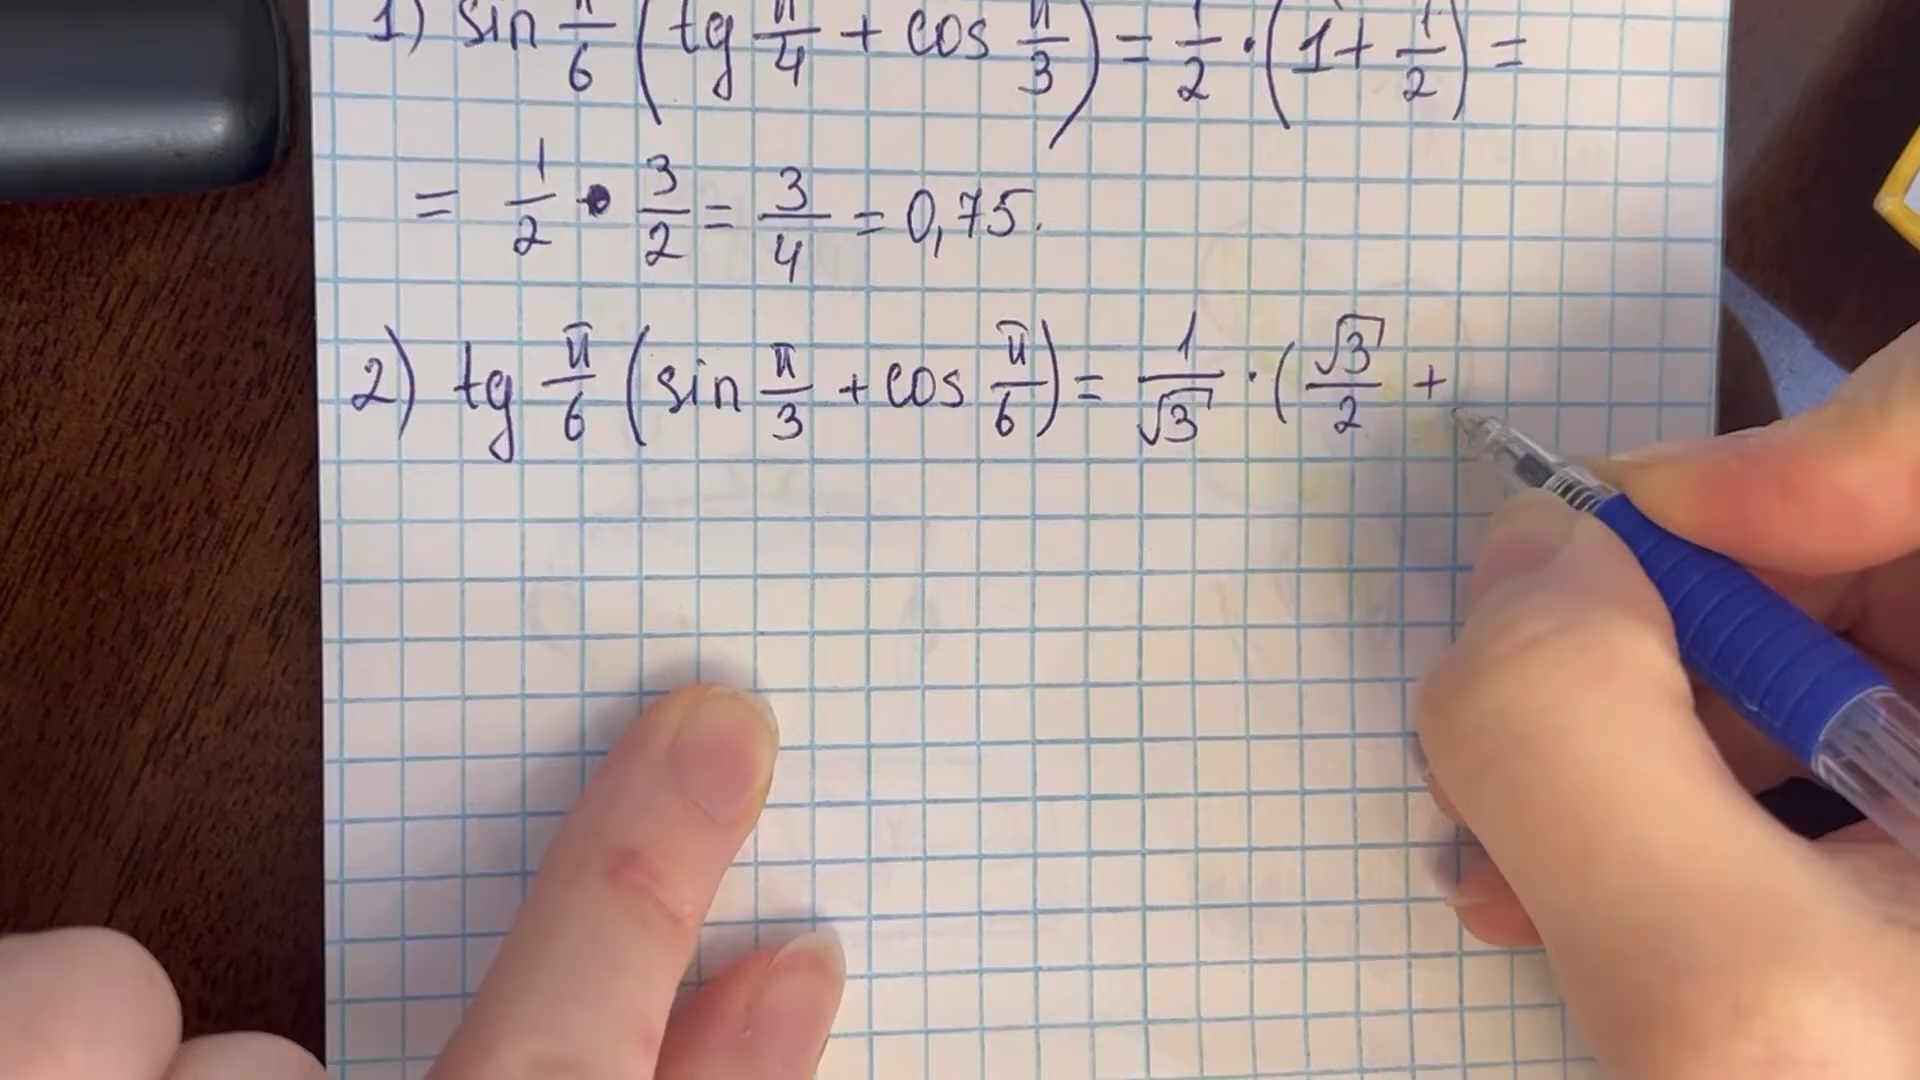 1) sin π/6 (tg π/4 + cos π/3) = 1/2 · (1 + 1/2) =
= 1/2 · 3/2 = 3/4 = 0,75.
2) tg π/6 (sin π/3 + cos π/6) = 1/√3 · (√3/2 +